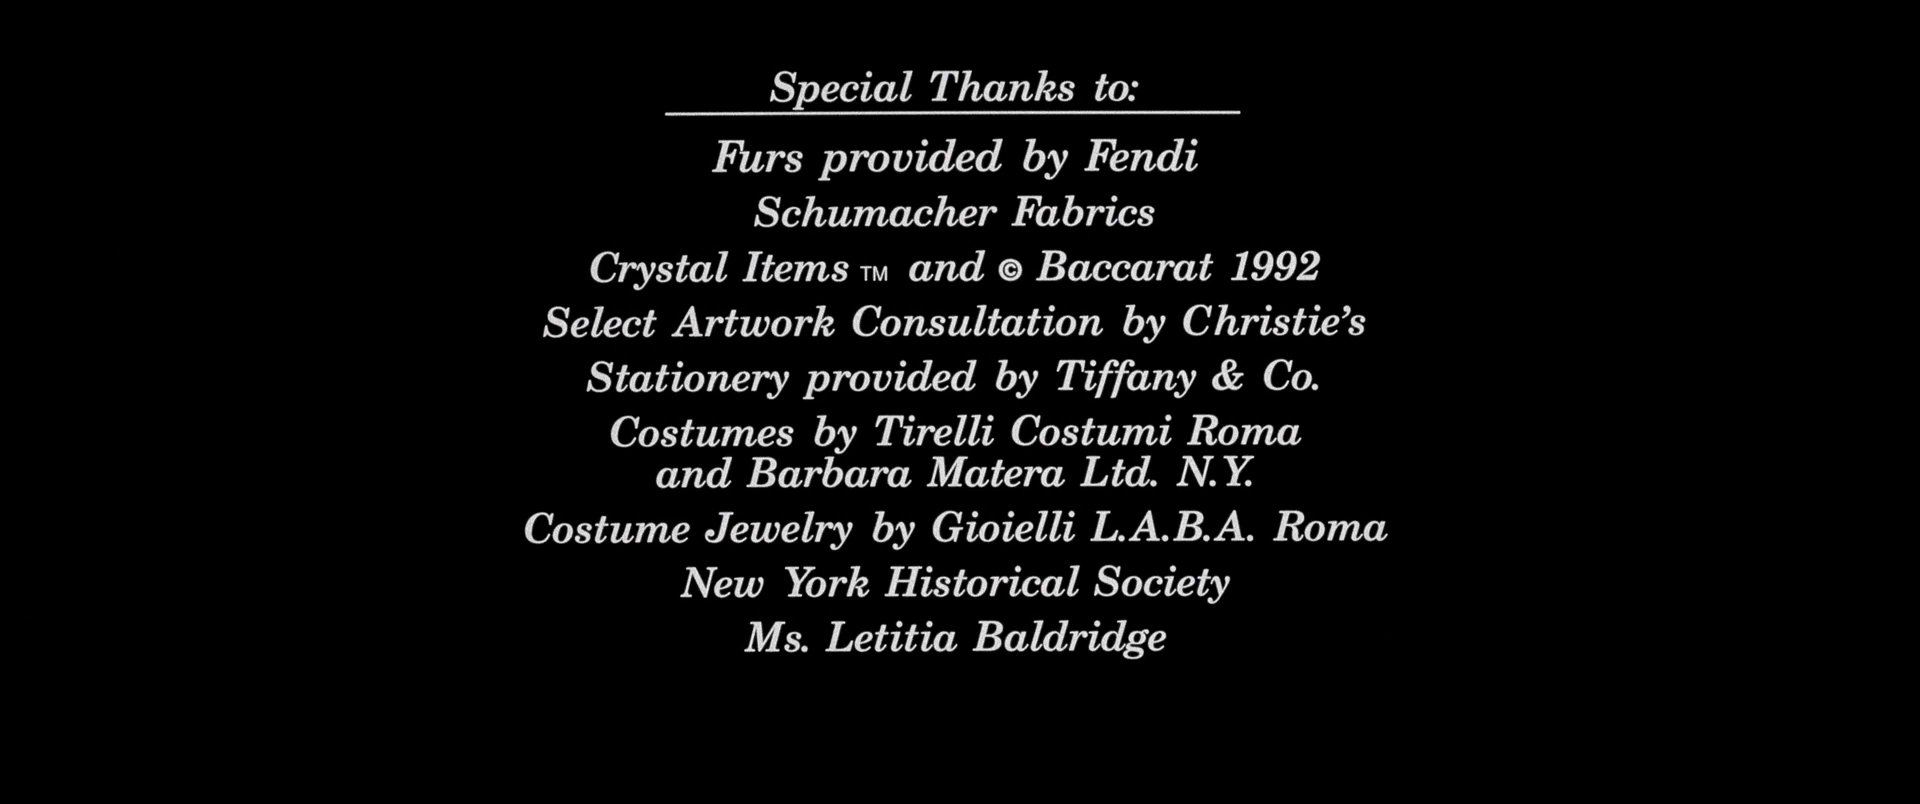 Special Thanks to:
Furs provided by Fendi
Schumacher Fabrics
Crystal Items ™ and © Baccarat 1992
Select Artwork Consultation by Christie's
Stationery provided by Tiffany & Co.
Costumes by Tirelli Costumi Roma
and Barbara Matera Ltd. N.Y.
Costume Jewelry by Gioielli L.A.B.A. Roma
New York Historical Society
Ms. Letitia Baldridge